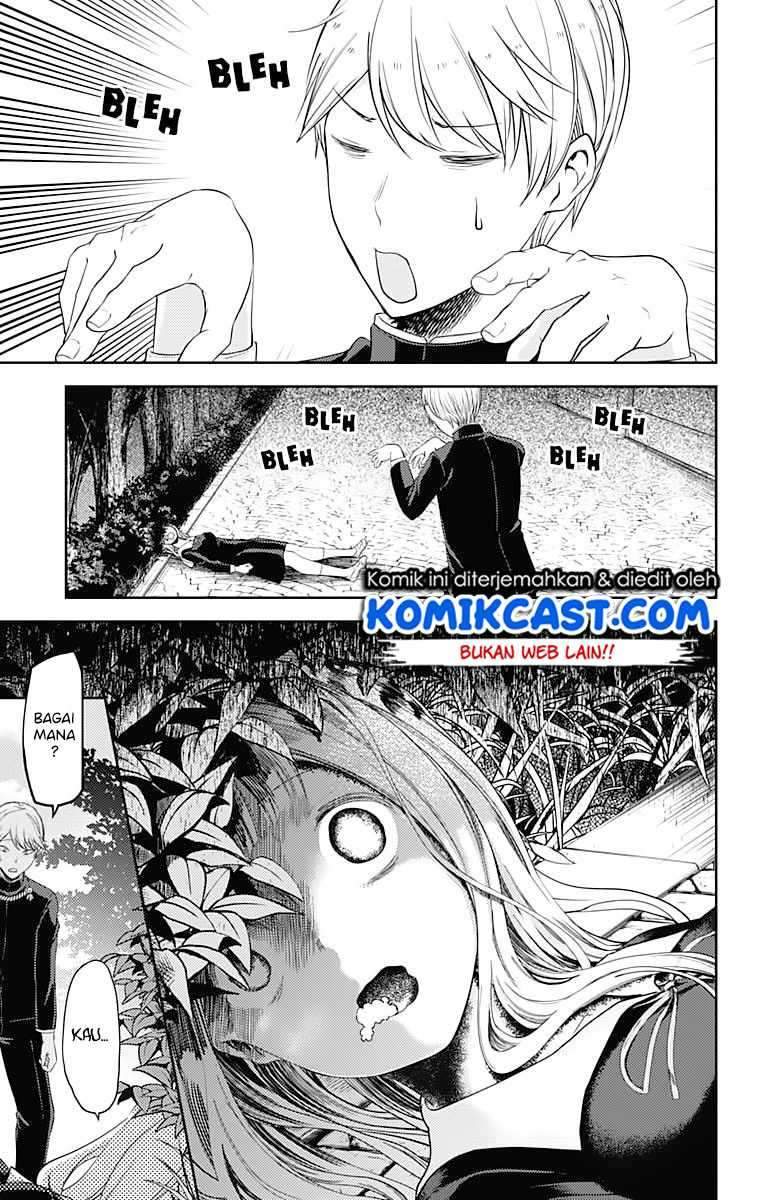 BLEH
BLEH
BLEH
BLEH
BLEH
BLEH
Komik ini diterjemahkan & diedit oleh
KOMIKCAST.COM
BUKAN WEB LAIN!!
BAGAI
MANA
?
KAU...